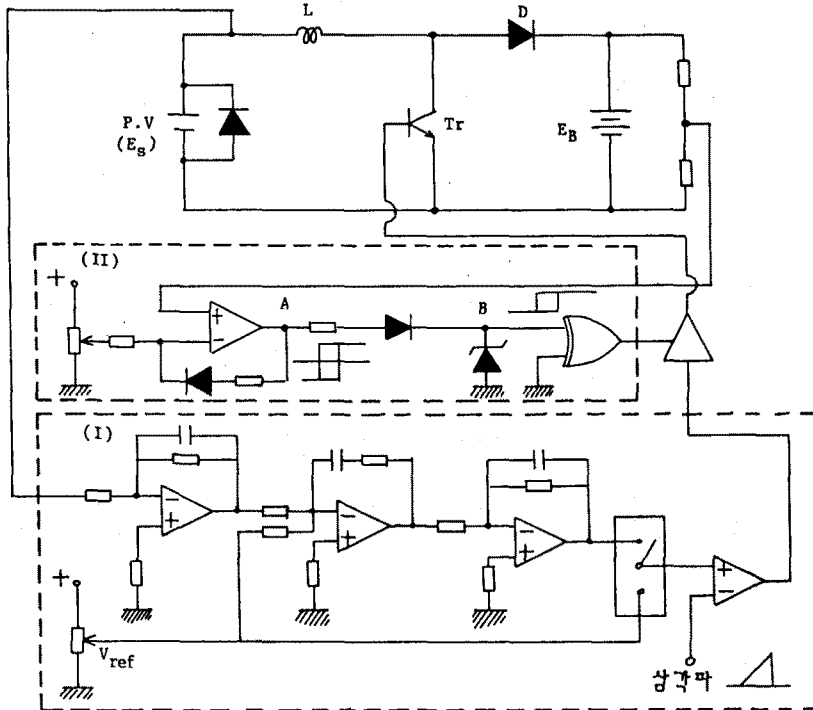 L
D
P.V
(Es)
Tr
EB
(II)
+
A
B
+
−
(I)
−
+
−
+
−
+
+
Vref
+
−
삼각파